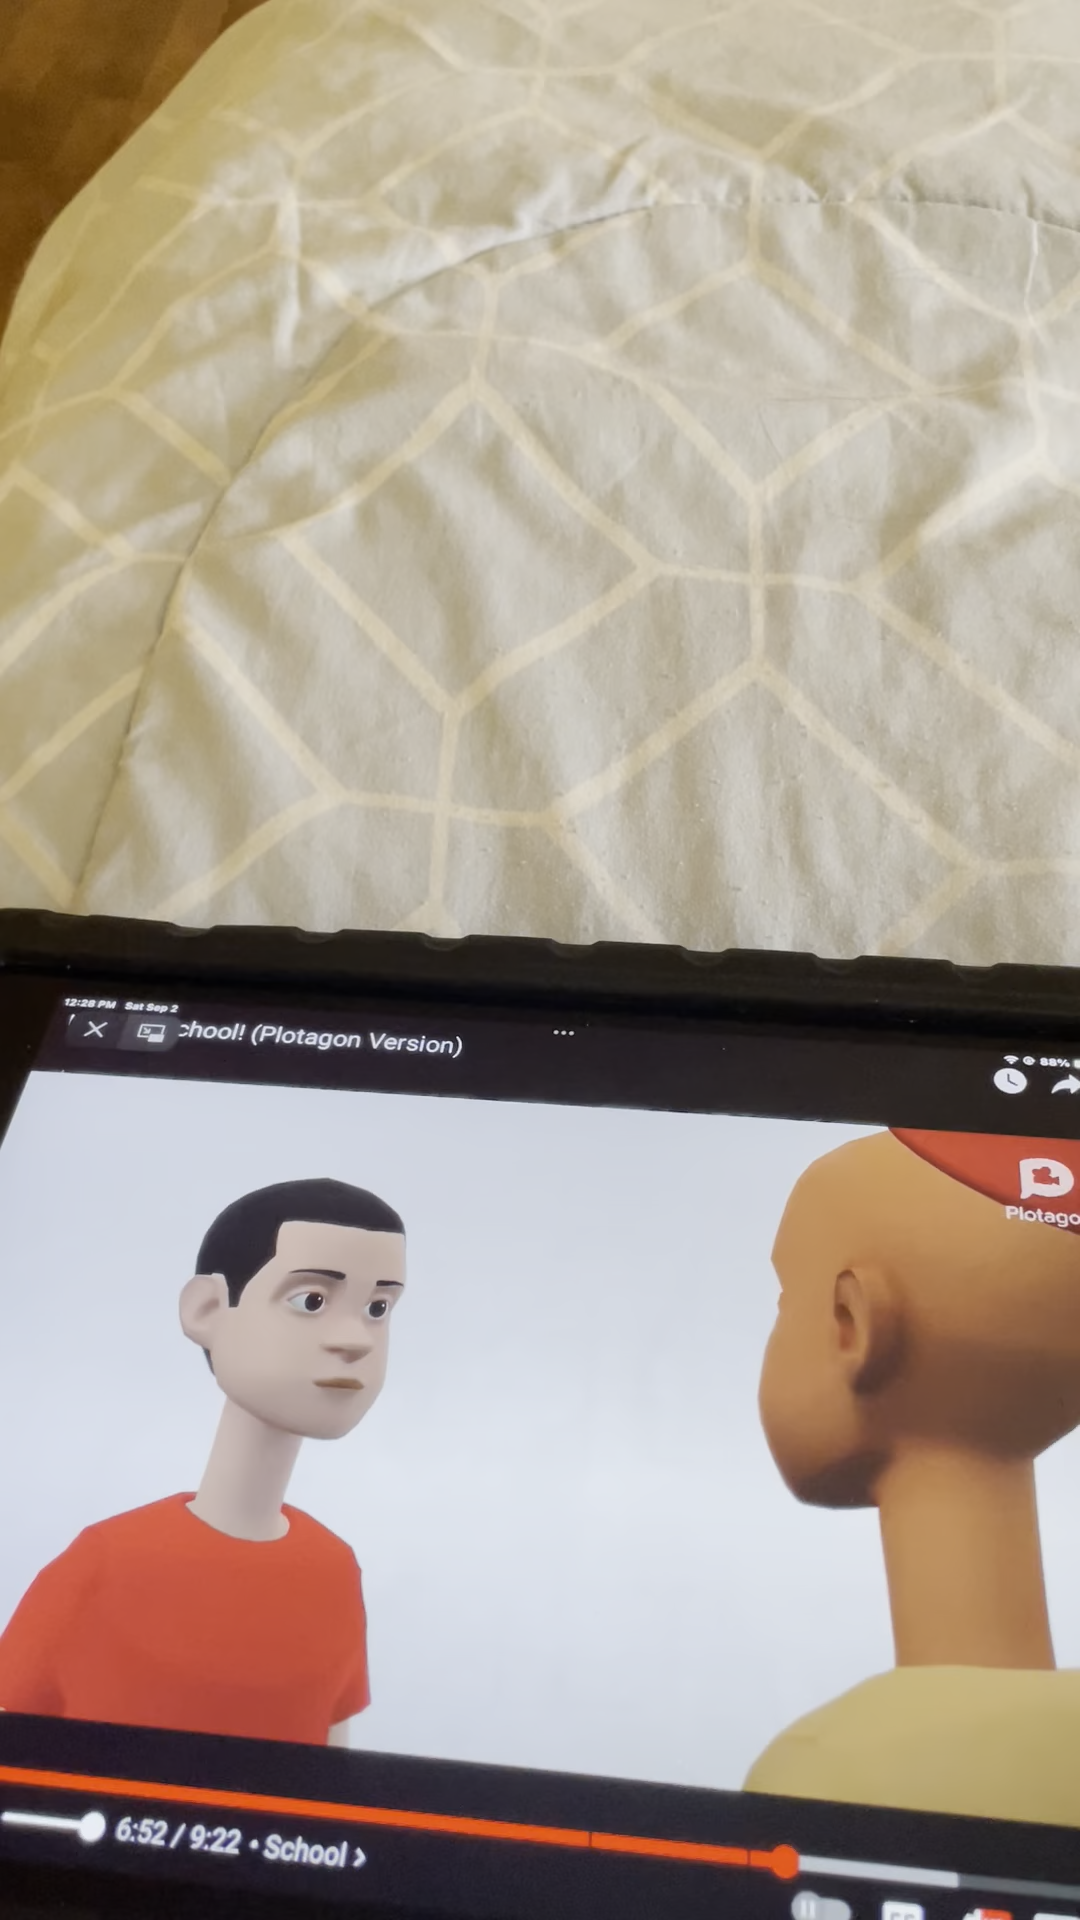 12:28 PM Sat Sep 2
chool! (Plotagon Version)
88%
Plotago
6:52 / 9:22 • School ›